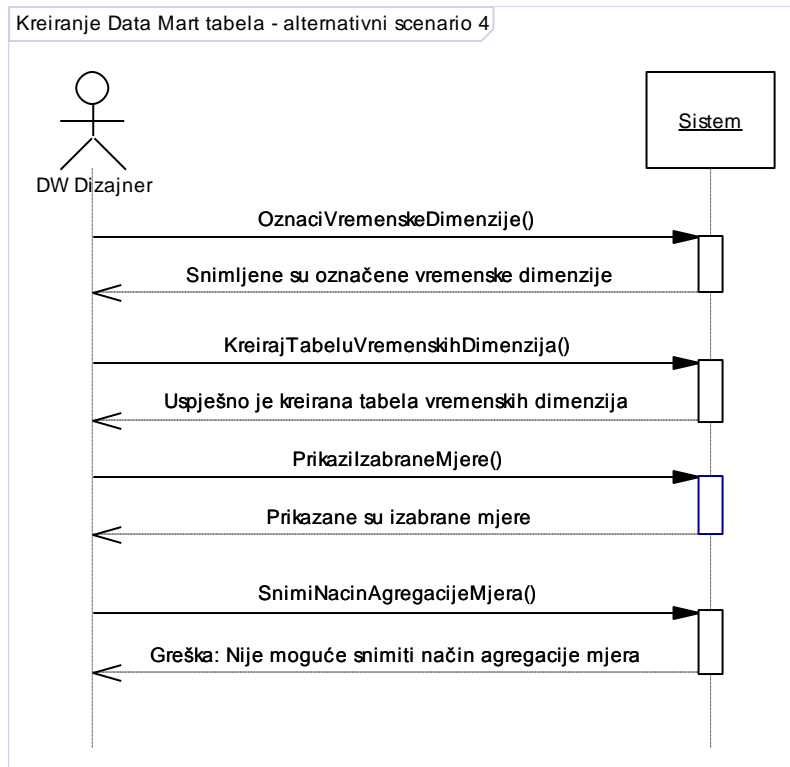 Kreiranje Data Mart tabela - alternativni scenario 4
Sistem
DW Dizajner
OznaciVremenskeDimenzije()
Snimljene su označene vremenske dimenzije
KreirajTabeluVremenskihDimenzija()
Uspješno je kreirana tabela vremenskih dimenzija
PrikaziIzabraneMjere()
Prikazane su izabrane mjere
SnimiNacinAgregacijeMjera()
Greška: Nije moguće snimiti način agregacije mjera